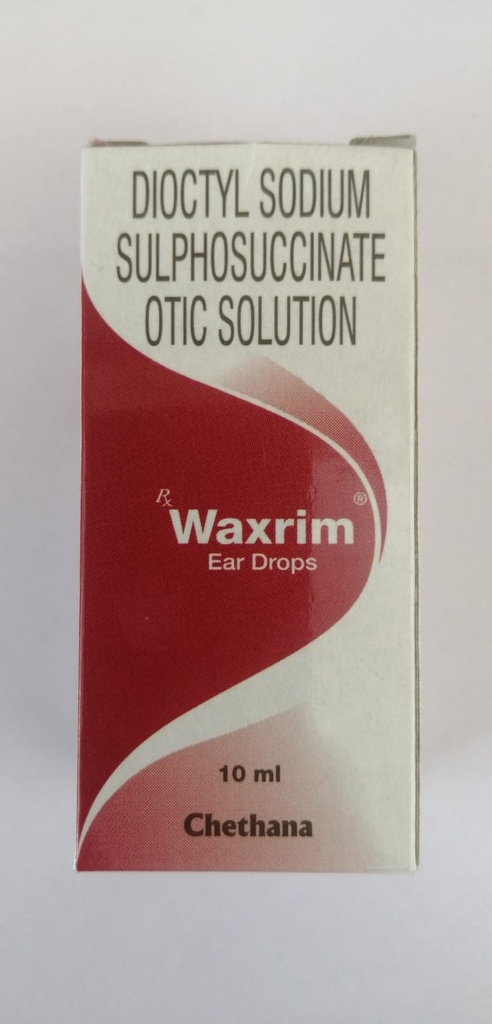 DIOCTYL SODIUM
SULPHOSUCCINATE
OTIC SOLUTION
Rx Waxrim®
Ear Drops
10 ml
Chethana